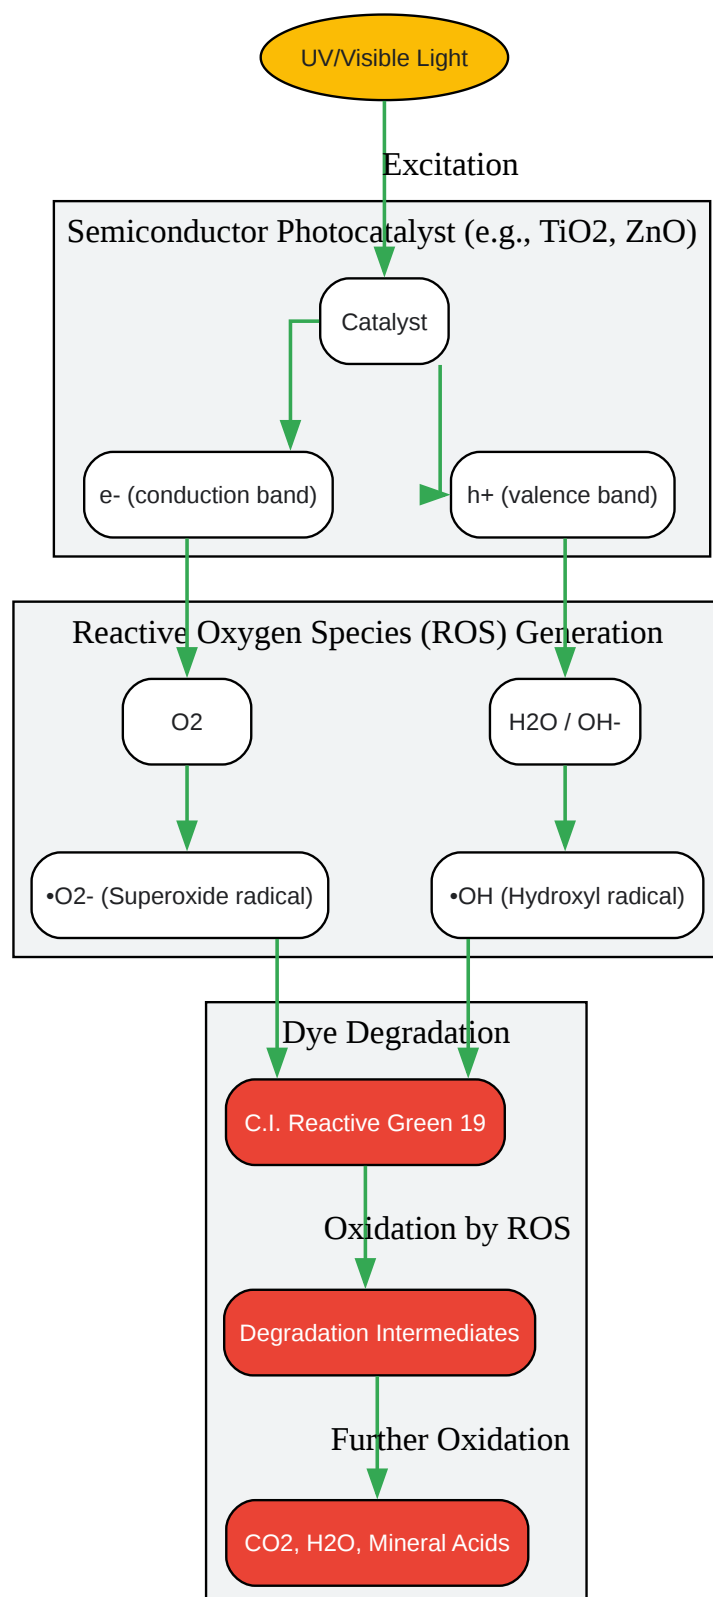 UV/Visible Light
Excitation
Semiconductor Photocatalyst (e.g., TiO2, ZnO)
Catalyst
e- (conduction band)
h+ (valence band)
Reactive Oxygen Species (ROS) Generation
O2
H2O / OH-
•O2- (Superoxide radical)
•OH (Hydroxyl radical)
Dye Degradation
C.I. Reactive Green 19
Oxidation by ROS
Degradation Intermediates
Further Oxidation
CO2, H2O, Mineral Acids